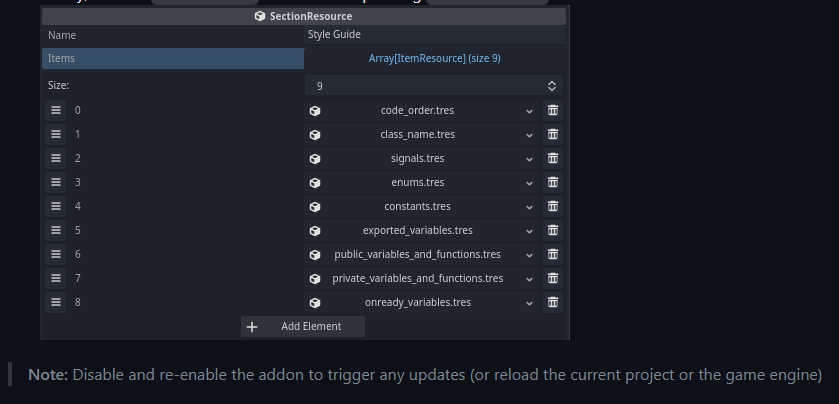 SectionResource
Name Style Guide
Items Array[ItemResource] (size 9)
Size: 9
0 code_order.tres
1 class_name.tres
2 signals.tres
3 enums.tres
4 constants.tres
5 exported_variables.tres
6 public_variables_and_functions.tres
7 private_variables_and_functions.tres
8 onready_variables.tres
+ Add Element
Note: Disable and re-enable the addon to trigger any updates (or reload the current project or the game engine)